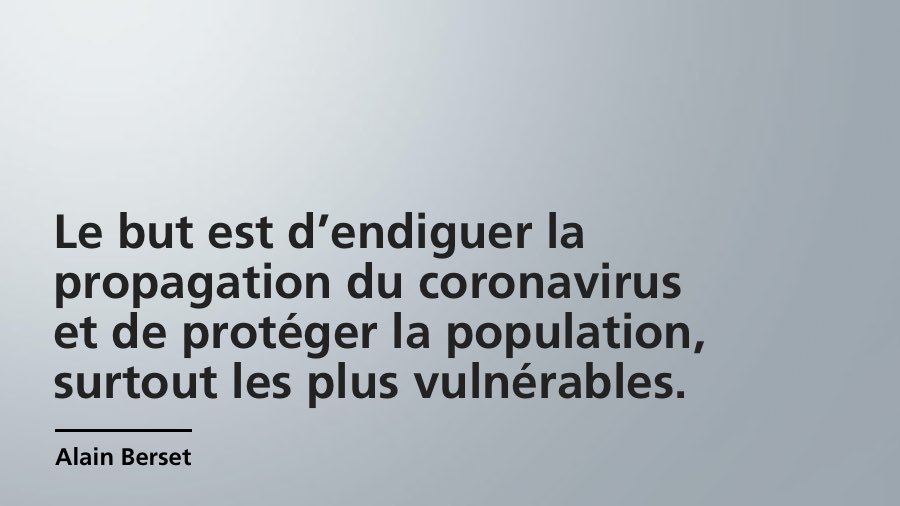 Le but est d’endiguer la
propagation du coronavirus
et de protéger la population,
surtout les plus vulnérables.
Alain Berset